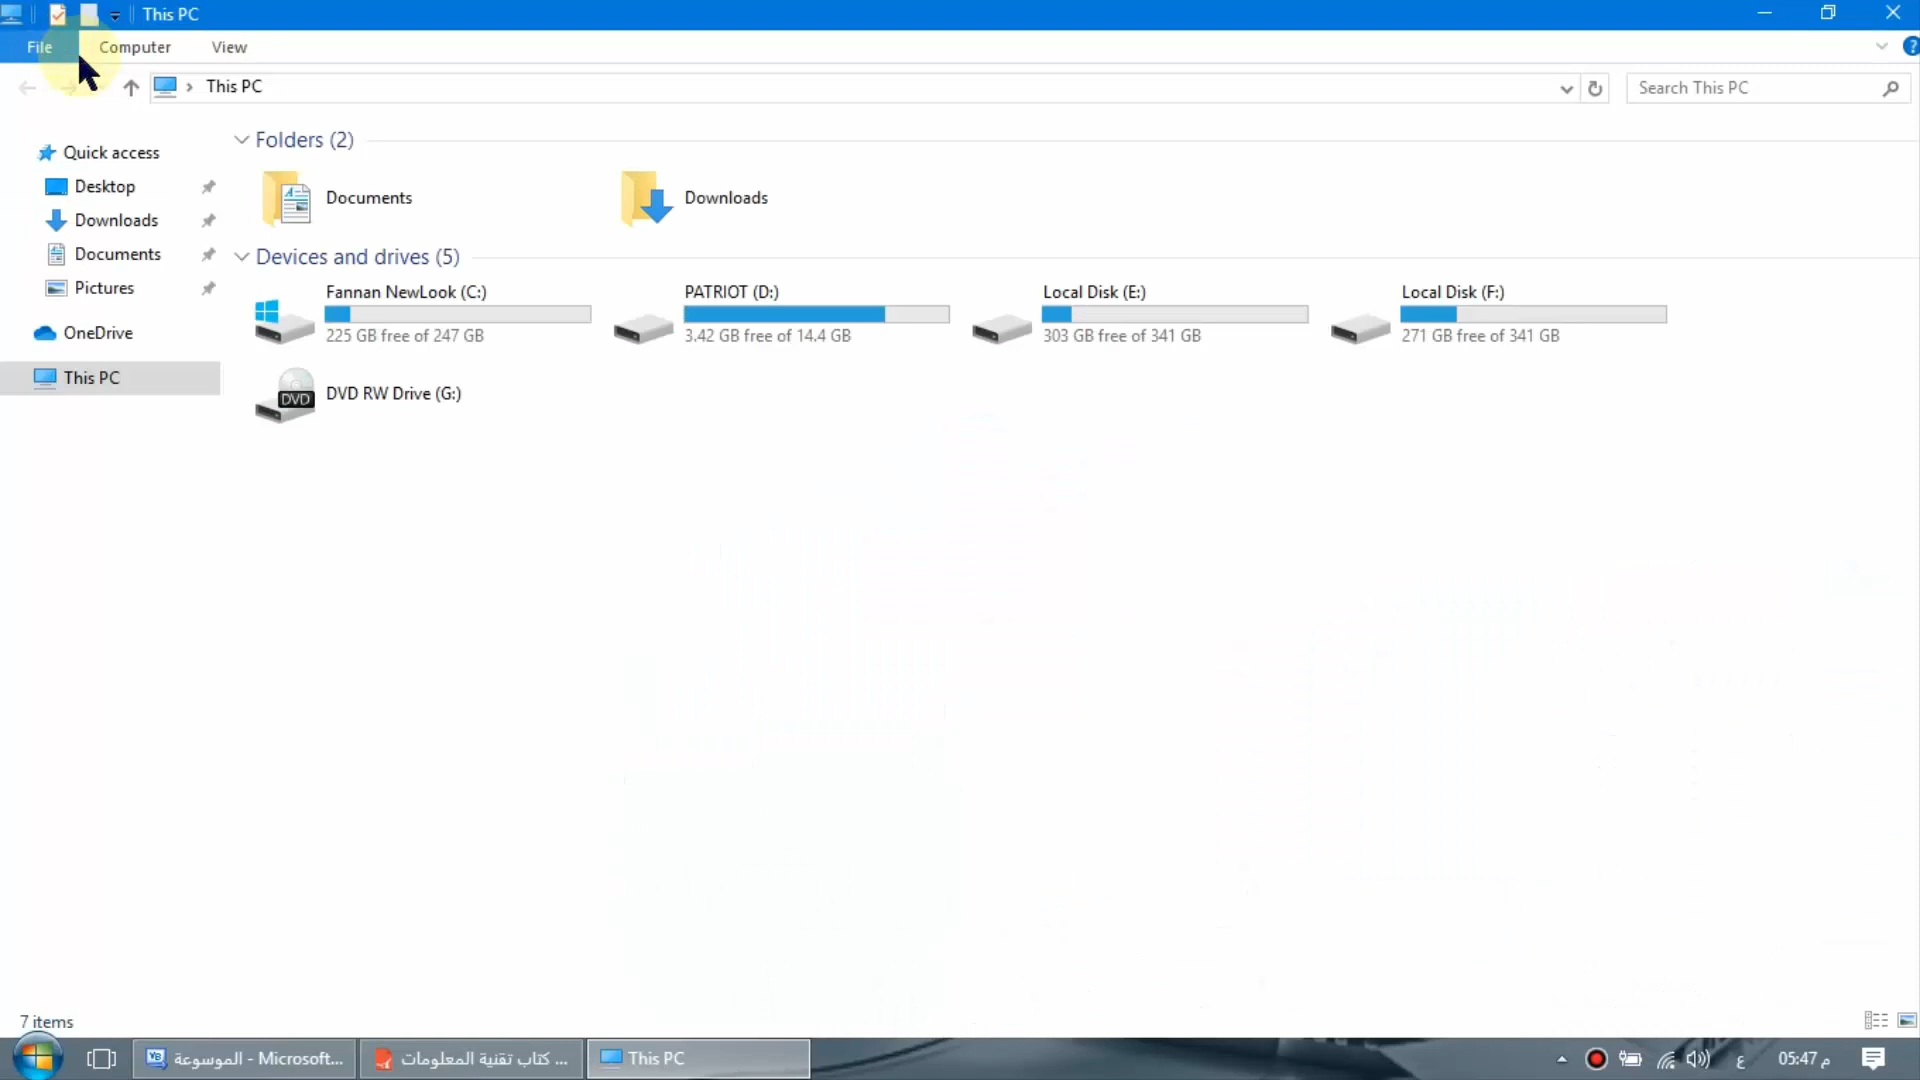 This PC
File Computer View
This PC
Search This PC
Quick access
Desktop
Downloads
Documents
Pictures
OneDrive
This PC
Folders (2)
Documents
Downloads
Devices and drives (5)
Fannan NewLook (C:)
225 GB free of 247 GB
PATRIOT (D:)
3.42 GB free of 14.4 GB
Local Disk (E:)
303 GB free of 341 GB
Local Disk (F:)
271 GB free of 341 GB
DVD
DVD RW Drive (G:)
7 items
الموسوعة - Microsoft...
كتاب تقنية المعلومات ...
This PC
ع
05:47 م